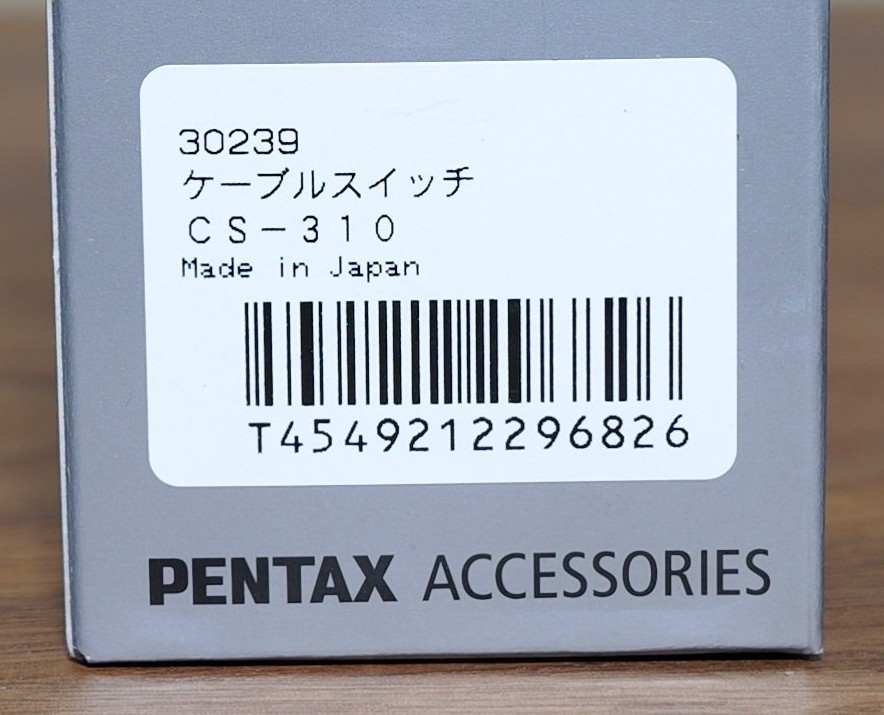 30239
ケーブルスイッチ
ＣＳ－３１０
Made in Japan
T4549212296826
PENTAX ACCESSORIES